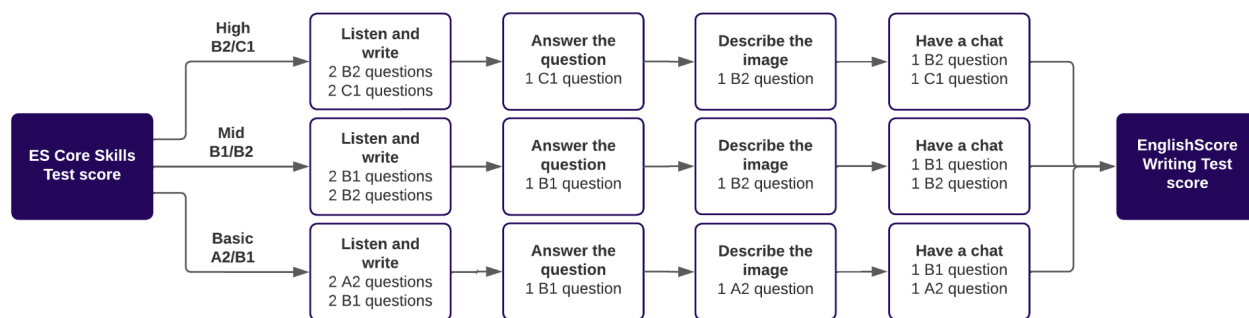 ES Core Skills
Test score
High
B2/C1
Listen and
write
2 B2 questions
2 C1 questions
Answer the
question
1 C1 question
Describe the
image
1 B2 question
Have a chat
1 B2 question
1 C1 question
Mid
B1/B2
Listen and
write
2 B1 questions
2 B2 questions
Answer the
question
1 B1 question
Describe the
image
1 B2 question
Have a chat
1 B1 question
1 B2 question
Basic
A2/B1
Listen and
write
2 A2 questions
2 B1 questions
Answer the
question
1 B1 question
Describe the
image
1 A2 question
Have a chat
1 B1 question
1 A2 question
EnglishScore
Writing Test
score